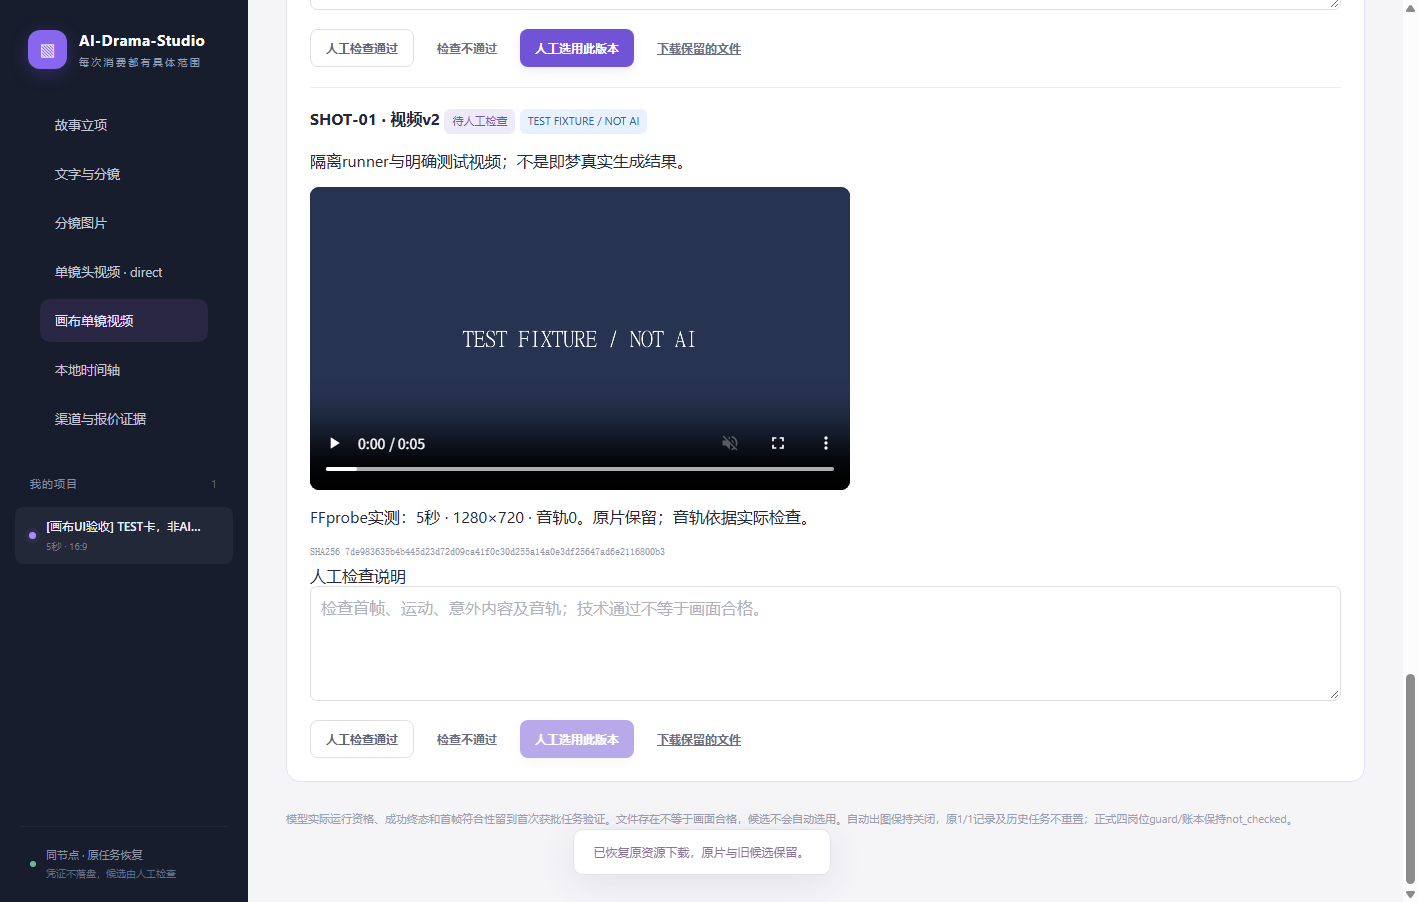 AI-Drama-Studio
每次消费都有具体范围
故事立项
文字与分镜
分镜图片
单镜头视频 · direct
画布单镜视频
本地时间轴
渠道与报价证据
我的项目 1
[画布UI验收] TEST卡，非AI...
5秒 · 16:9
同节点 · 原任务恢复
凭证不落盘，候选由人工检查
人工检查通过 检查不通过 人工选用此版本 下载保留的文件
SHOT-01 · 视频v2 待人工检查 TEST FIXTURE / NOT AI
隔离runner与明确测试视频；不是即梦真实生成结果。
TEST FIXTURE / NOT AI
0:00 / 0:05
FFprobe实测：5秒 · 1280×720 · 音轨0。原片保留；音轨依据实际检查。
SHA256 7de983635b4b445d23d72d09ca41f0c30d255a14a0e3df25647ad6e2116800b3
人工检查说明
检查首帧、运动、意外内容及音轨；技术通过不等于画面合格。
人工检查通过 检查不通过 人工选用此版本 下载保留的文件
模型实际运行资格、成功终态和首帧符合性留到首次获批任务验证。文件存在不等于画面合格，候选不会自动选用。自动出图保持关闭，原1/1记录及历史任务不重置；正式四岗位guard/账本保持not_checked。
已恢复原资源下载，原片与旧候选保留。